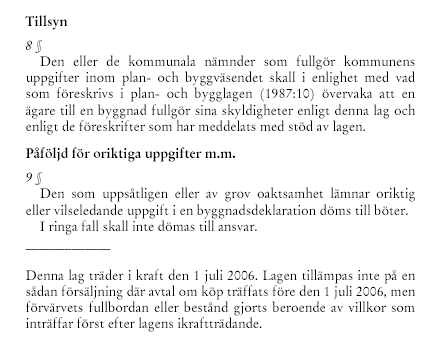 Tillsyn
8 §
Den eller de kommunala nämnder som fullgör kommunens
uppgifter inom plan- och byggväsendet skall i enlighet med vad
som föreskrivs i plan- och bygglagen (1987:10) övervaka att en
ägare till en byggnad fullgör sina skyldigheter enligt denna lag och
enligt de föreskrifter som har meddelats med stöd av lagen.
Påföljd för oriktiga uppgifter m.m.
9 §
Den som uppsåtligen eller av grov oaktsamhet lämnar oriktig
eller vilseledande uppgift i en byggnadsdeklaration döms till böter.
I ringa fall skall inte dömas till ansvar.
Denna lag träder i kraft den 1 juli 2006. Lagen tillämpas inte på en
sådan försäljning där avtal om köp träffats före den 1 juli 2006, men
förvärvets fullbordan eller bestånd gjorts beroende av villkor som
inträffar först efter lagens ikraftträdande.